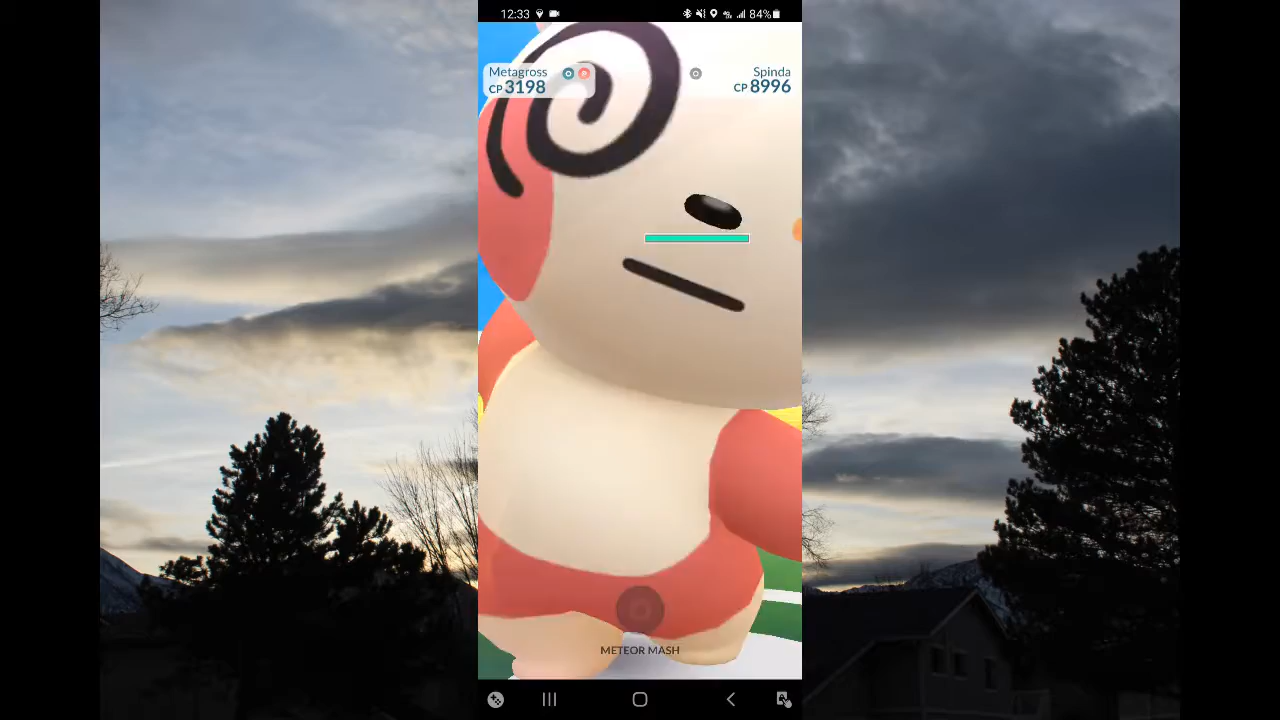 12:33
84%
Metagross
CP 3198
Spinda
CP 8996
METEOR MASH